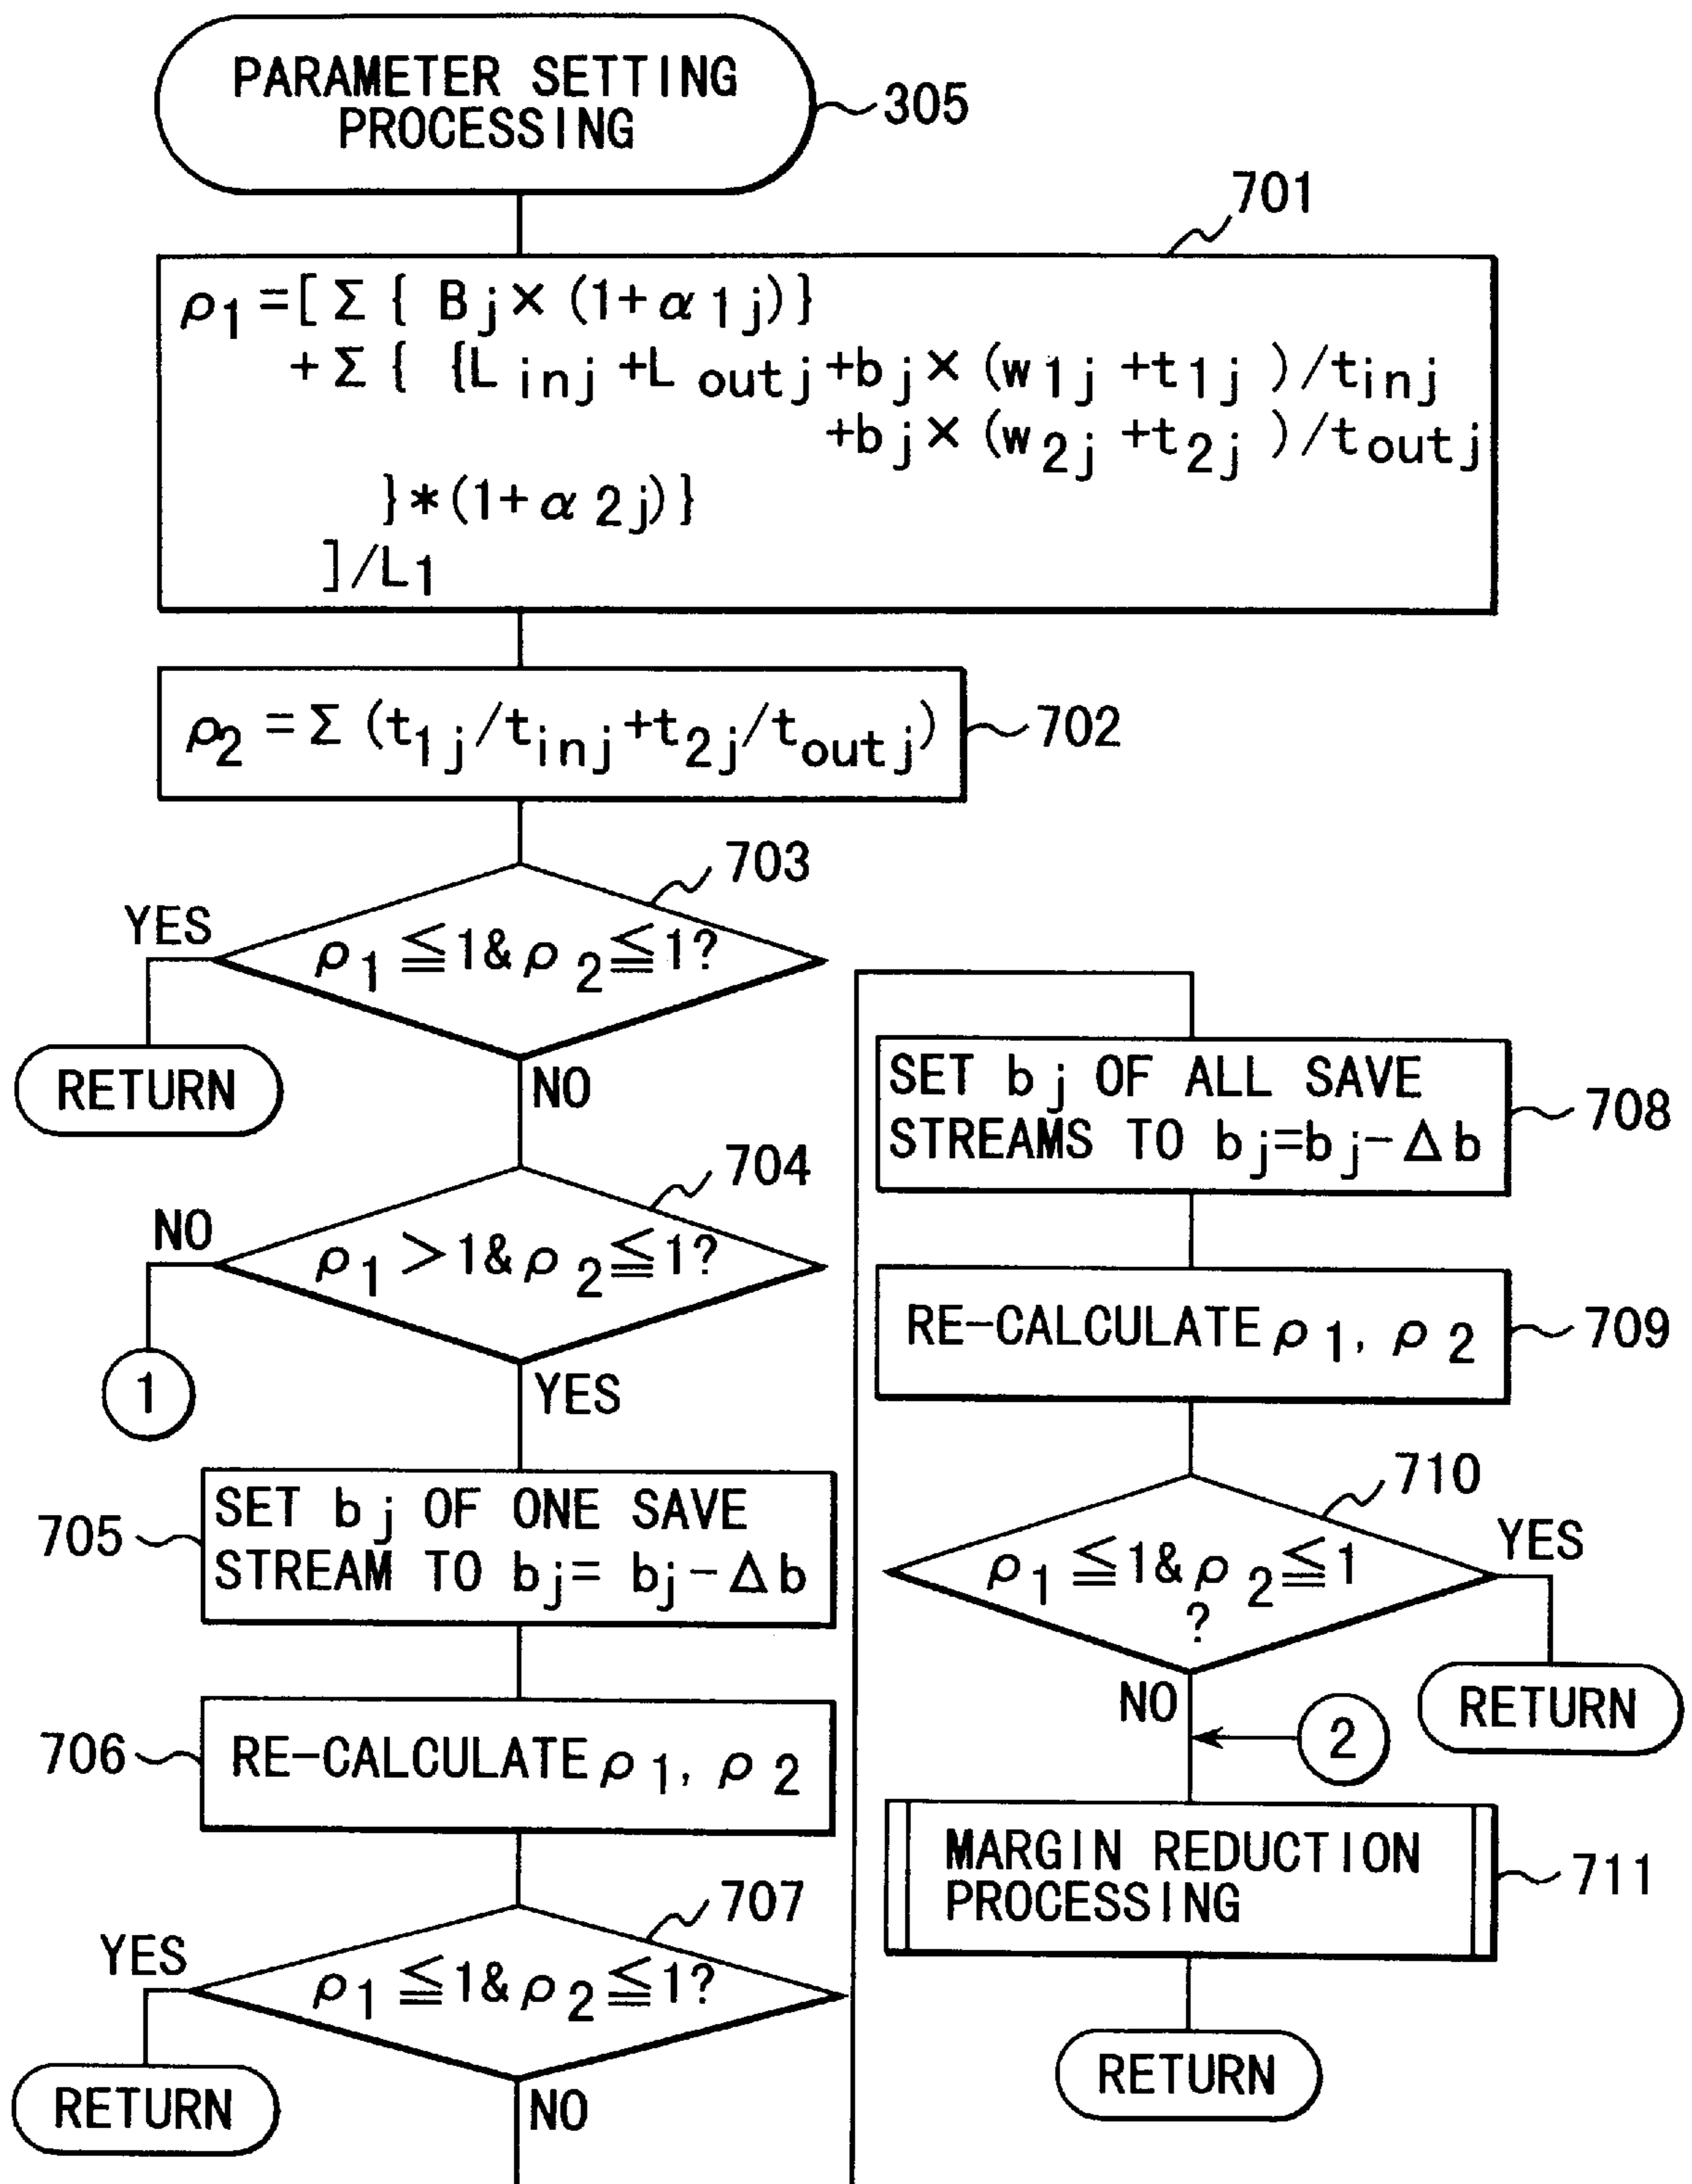 PARAMETER SETTING
PROCESSING
305
701
ρ1 =[ Σ { Bj× (1+α 1j)}
+Σ{ {Linj +Loutj+bj×(w1j+t1j )/tinj
+bj×(w2j +t2j )/toutj
}*(1+α 2j)}
]/L1
ρ2 =Σ (t1j/tinj+t2j/toutj)
702
703
YES
ρ1 ≦1&ρ2≦1?
RETURN
NO
704
NO
ρ1 >1&ρ2≦1?
1
YES
705
SET bj OF ONE SAVE
STREAM TO bj= bj-Δb
706
RE-CALCULATE ρ1, ρ2
707
YES
ρ1 ≦1&ρ2≦1?
RETURN
NO
SET bj OF ALL SAVE
STREAMS TO bj=bj-Δb
708
RE-CALCULATE ρ1, ρ2
709
710
YES
ρ1 ≦1&ρ2≦1
?
RETURN
NO
2
MARGIN REDUCTION
PROCESSING
711
RETURN